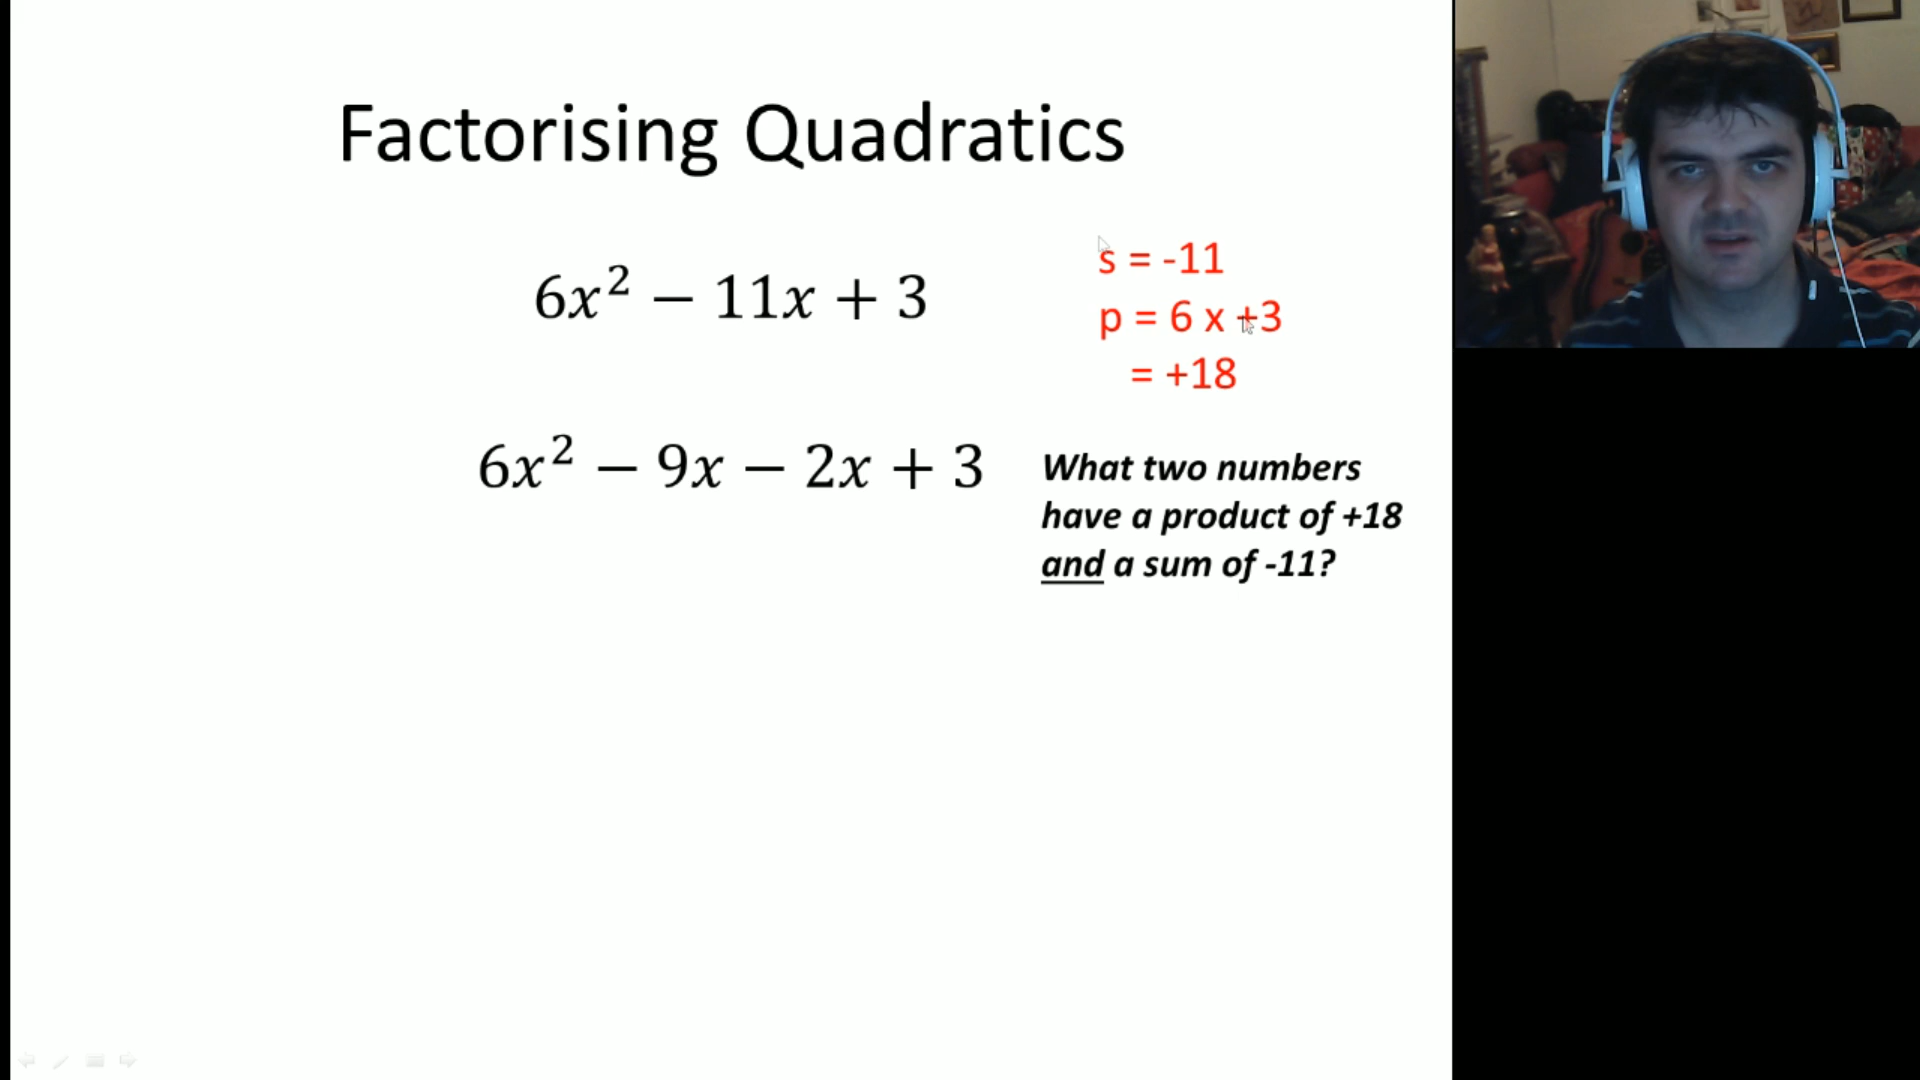 Factorising Quadratics
6x² − 11x + 3
s = -11
p = 6 x +3
= +18
6x² − 9x − 2x + 3
What two numbers
have a product of +18
and a sum of -11?